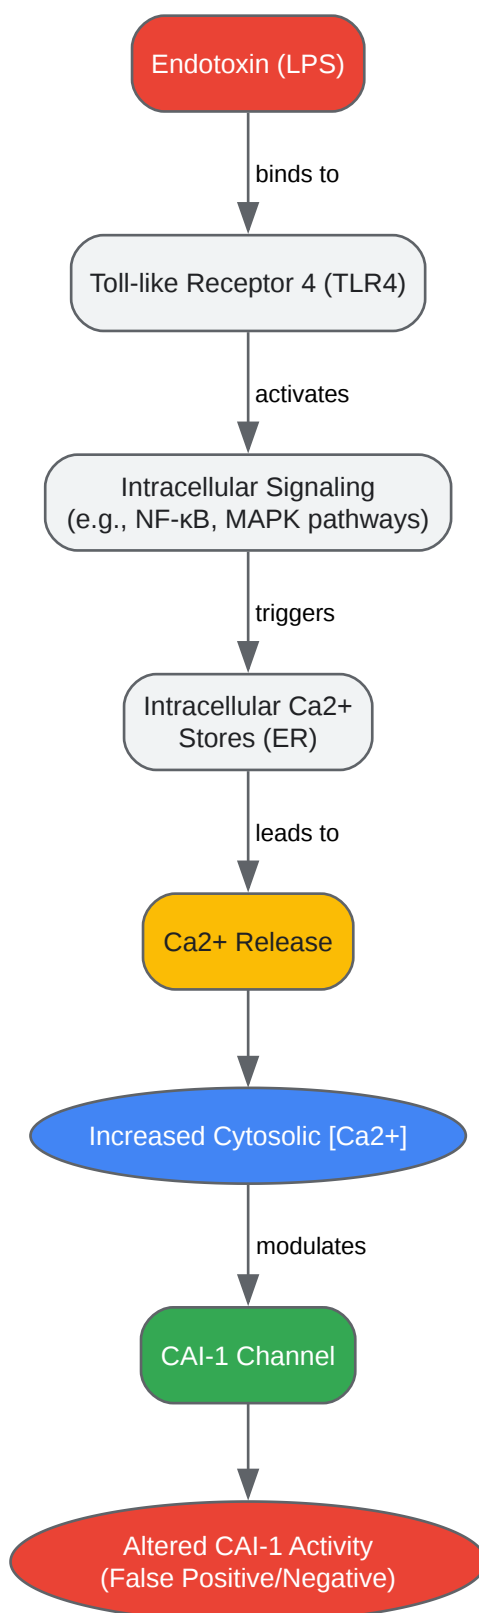 Endotoxin (LPS)
binds to
Toll-like Receptor 4 (TLR4)
activates
Intracellular Signaling
(e.g., NF-κB, MAPK pathways)
triggers
Intracellular Ca2+
Stores (ER)
leads to
Ca2+ Release
Increased Cytosolic [Ca2+]
modulates
CAI-1 Channel
Altered CAI-1 Activity
(False Positive/Negative)